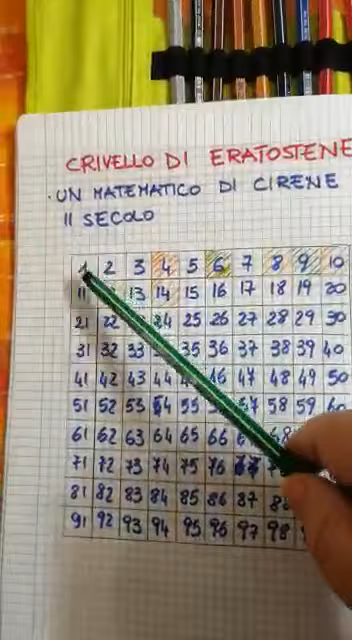 CRIVELLO DI ERATOSTENE
· UN MATEMATICO DI CIRENE
II SECOLO
1 2 3 4 5 6 7 8 9 10
11 13 14 15 16 17 18 19 20
21 22 24 25 26 27 28 29 30
31 32 33 35 36 37 38 39 40
41 42 43 44 46 47 48 49 50
51 52 53 54 55 57 58 59 60
61 62 63 64 65 66 68
71 72 73 74 75 76
81 82 83 84 85 86 87
91 92 93 94 95 96 97 98